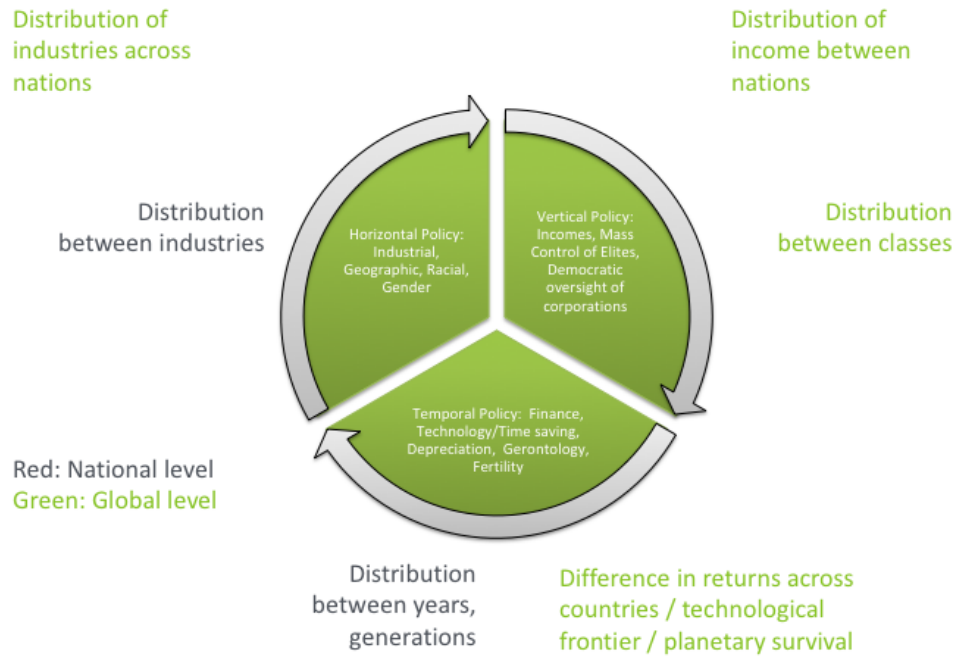 Distribution of
industries across
nations
Distribution of
income between
nations
Distribution
between industries
Horizontal Policy:
Industrial,
Geographic, Racial,
Gender
Vertical Policy:
Incomes, Mass
Control of Elites,
Democratic
oversight of
corporations
Distribution
between classes
Temporal Policy:  Finance,
Technology/Time saving,
Depreciation,  Gerontology,
Fertility
Red: National level
Green: Global level
Distribution
between years,
generations
Difference in returns across
countries / technological
frontier / planetary survival